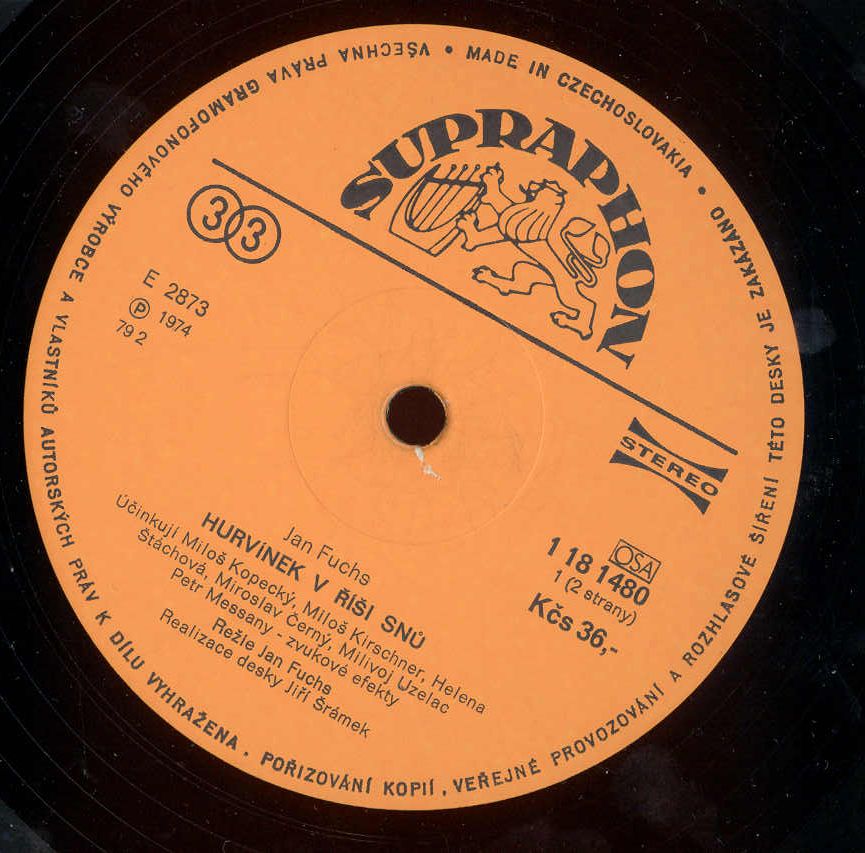 VŠECHNA PRÁVA GRAMOFONOVÉHO VÝROBCE A VLASTNÍKŮ AUTORSKÝCH PRÁV K DÍLU VYHRAŽENA. POŘIZOVÁNÍ KOPIÍ, VEŘEJNÉ PROVOZOVÁNÍ A ROZHLASOVÉ ŠÍŘENÍ TÉTO DESKY JE ZAKÁZÁNO • MADE IN CZECHOSLOVAKIA •
SUPRAPHON
33
E 2873
Ⓟ 1974
79 2
STEREO
OSA
1 18 1480
1 (2 strany)
Kčs 36,-
Jan Fuchs
HURVÍNEK V ŘÍŠI SNŮ
Účinkují Miloš Kopecký, Miloš Kirschner, Helena
Štáchová, Miroslav Černý, Milivoj Uzelac
Petr Messany - zvukové efekty
Režie Jan Fuchs
Realizace desky Jiří Šrámek